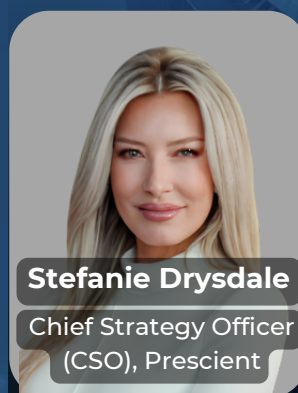 Stefanie Drysdale
Chief Strategy Officer
(CSO), Prescient